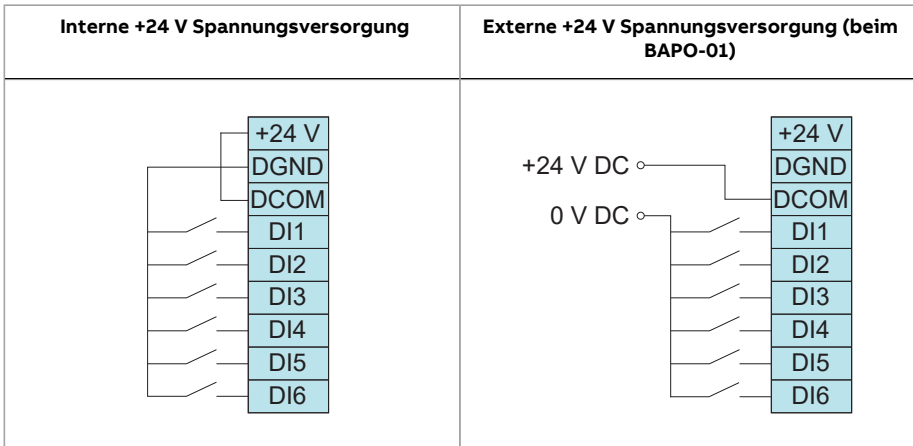 Interne +24 V Spannungsversorgung
Externe +24 V Spannungsversorgung (beim
BAPO-01)
+24 V
DGND
DCOM
DI1
DI2
DI3
DI4
DI5
DI6
+24 V DC
0 V DC
+24 V
DGND
DCOM
DI1
DI2
DI3
DI4
DI5
DI6